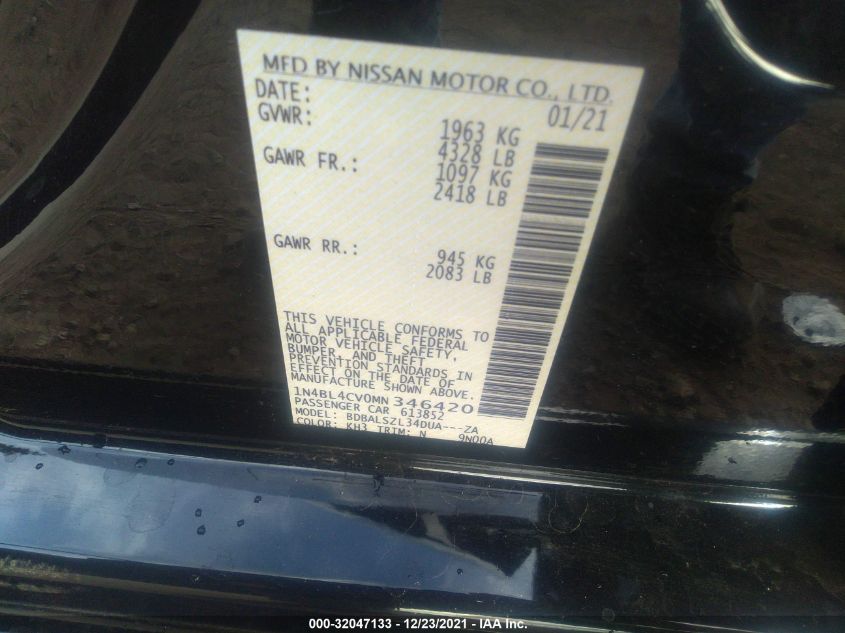 MFD BY NISSAN MOTOR CO., LTD.
DATE: 01/21
GVWR: 1963 KG
4328 LB
GAWR FR.: 1097 KG
2418 LB
GAWR RR.: 945 KG
2083 LB
THIS VEHICLE CONFORMS TO
ALL APPLICABLE FEDERAL
MOTOR VEHICLE SAFETY,
BUMPER, AND THEFT
PREVENTION STANDARDS IN
EFFECT ON THE DATE OF
MANUFACTURE SHOWN ABOVE.
1N4BL4CV0MN346420
PASSENGER CAR 613852
MODEL: BDBALSZL34DUA---ZA
COLOR: KH3 TRIM: N 9N00A
000-32047133 - 12/23/2021 - IAA Inc.